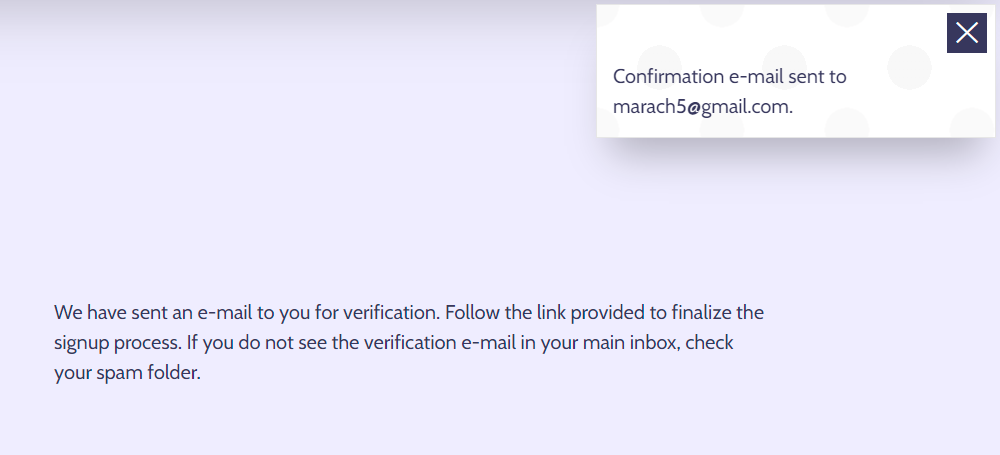 Confirmation e-mail sent to
marach5@gmail.com.
We have sent an e-mail to you for verification. Follow the link provided to finalize the
signup process. If you do not see the verification e-mail in your main inbox, check
your spam folder.